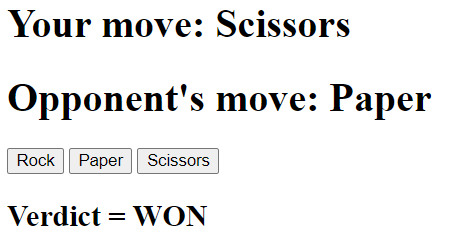 Your move: Scissors
Opponent's move: Paper
Rock Paper Scissors
Verdict = WON